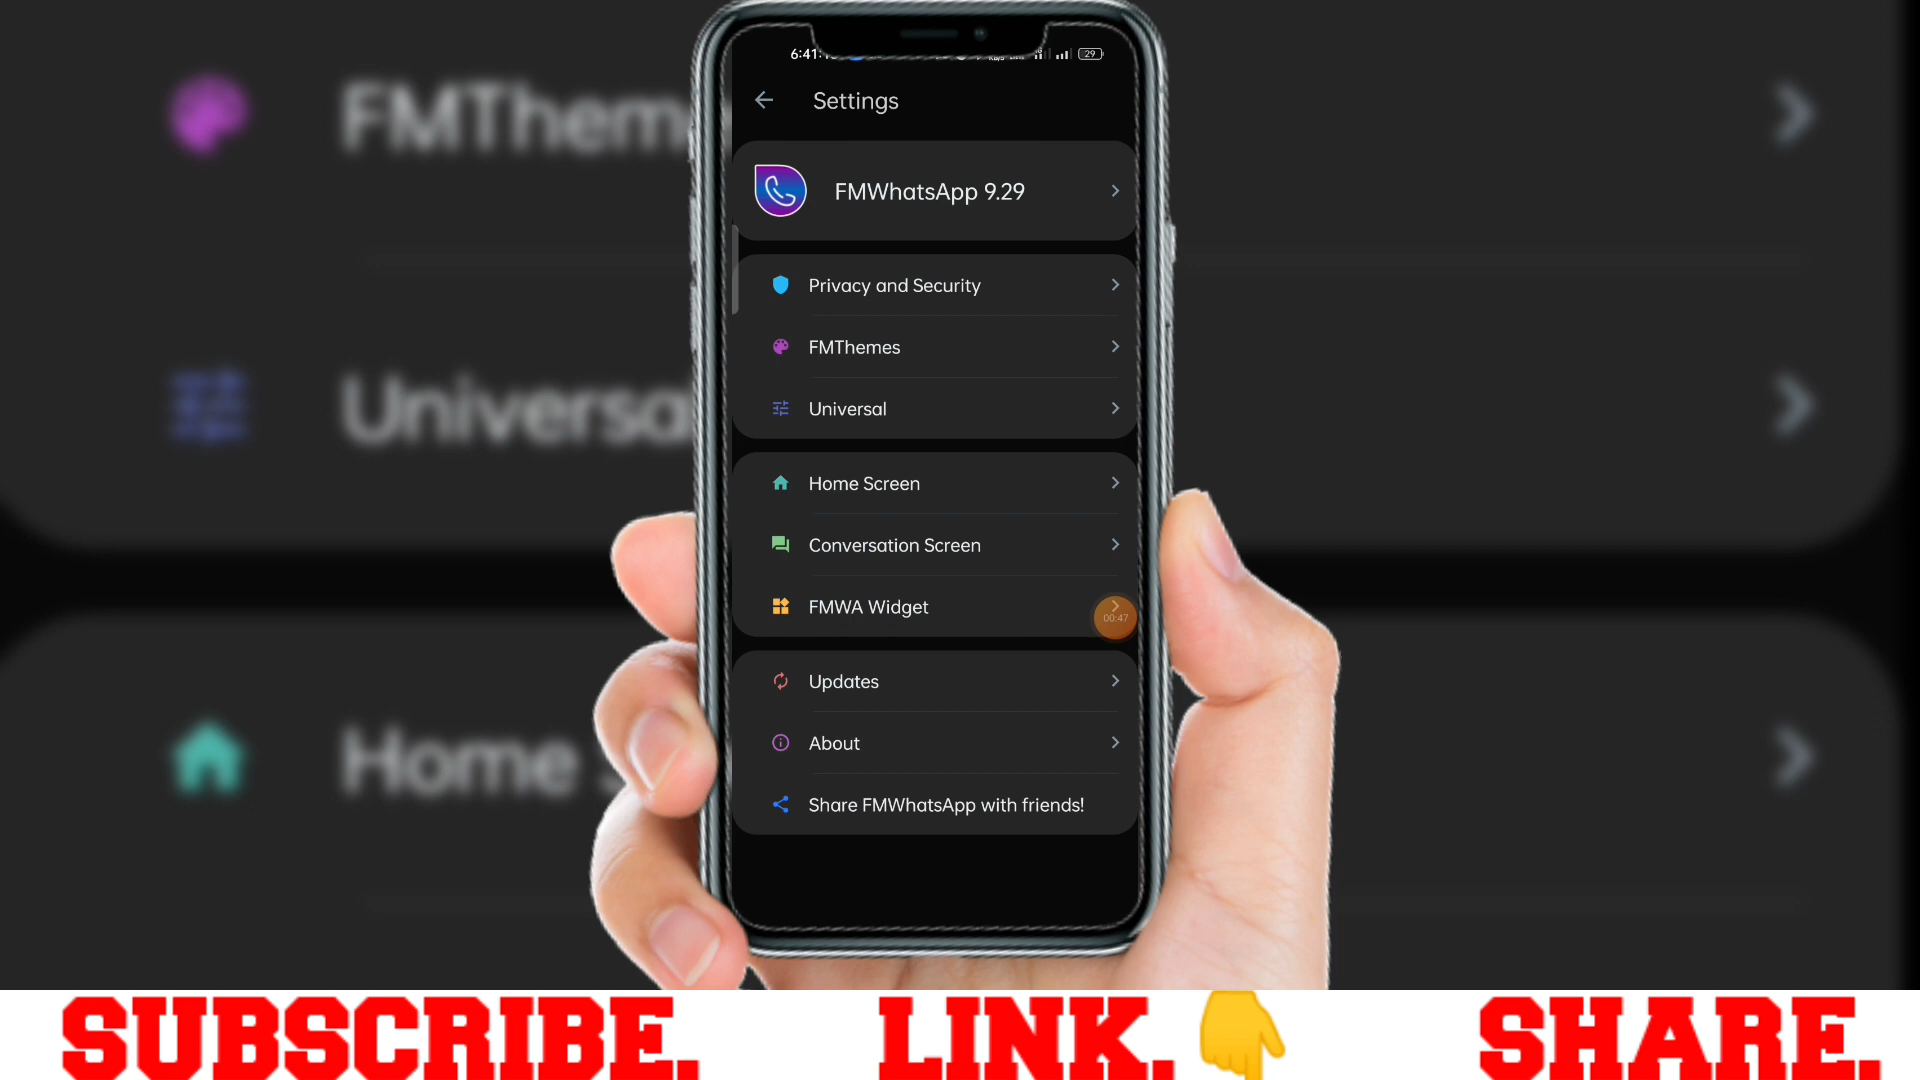 6:41:
29
Settings
FMWhatsApp 9.29
Privacy and Security
FMThemes
Universal
Home Screen
Conversation Screen
FMWA Widget
00:47
Updates
About
Share FMWhatsApp with friends!
FMThem
Universa
Home
SUBSCRIBE. LINK.👇 SHARE.